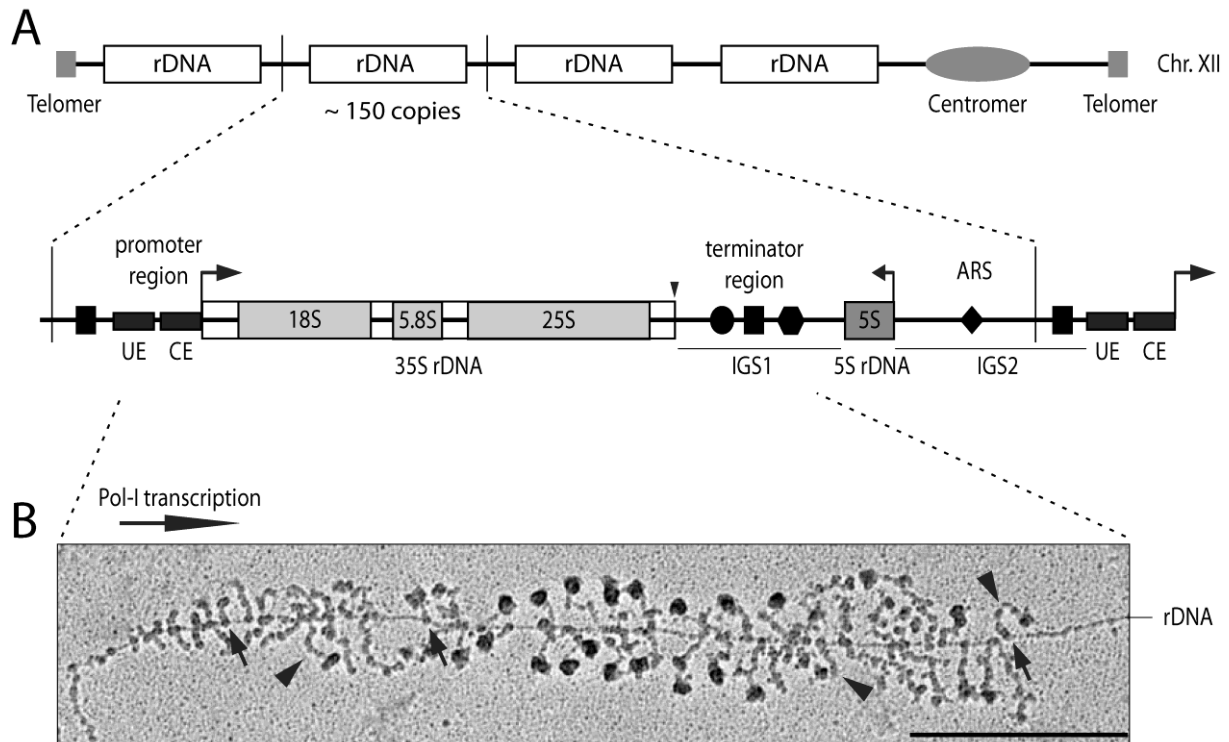 A
rDNA rDNA rDNA rDNA Chr. XII
Telomer ~ 150 copies Centromer Telomer
promoter region terminator region ARS
18S 5.8S 25S 5S
UE CE 35S rDNA IGS1 5S rDNA IGS2 UE CE
Pol-I transcription
B
rDNA